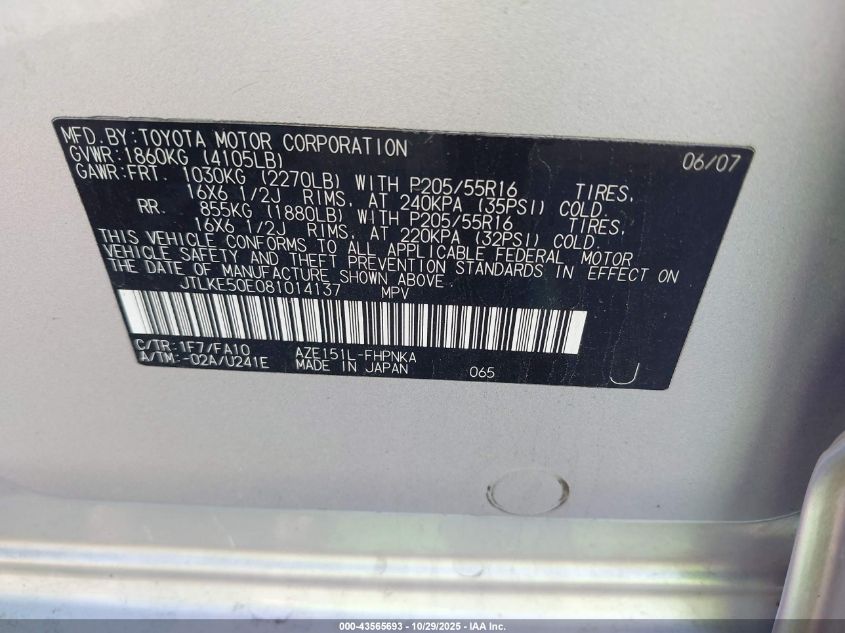 MFD.BY:TOYOTA MOTOR CORPORATION 06/07
GVWR:1860KG (4105LB)
GAWR:FRT. 1030KG (2270LB) WITH P205/55R16 TIRES,
16X6 1/2J RIMS, AT 240KPA (35PSI) COLD.
RR. 855KG (1880LB) WITH P205/55R16 TIRES,
16X6 1/2J RIMS, AT 220KPA (32PSI) COLD.
THIS VEHICLE CONFORMS TO ALL APPLICABLE FEDERAL MOTOR
VEHICLE SAFETY AND THEFT PREVENTION STANDARDS IN EFFECT ON
THE DATE OF MANUFACTURE SHOWN ABOVE.
JTLKE50E081014137 MPV
C/TR:1F7/FA10 AZE151L-FHPNKA
A/TM:-02A/U241E MADE IN JAPAN 065 J
000-43565693 - 10/29/2025 - IAA Inc.